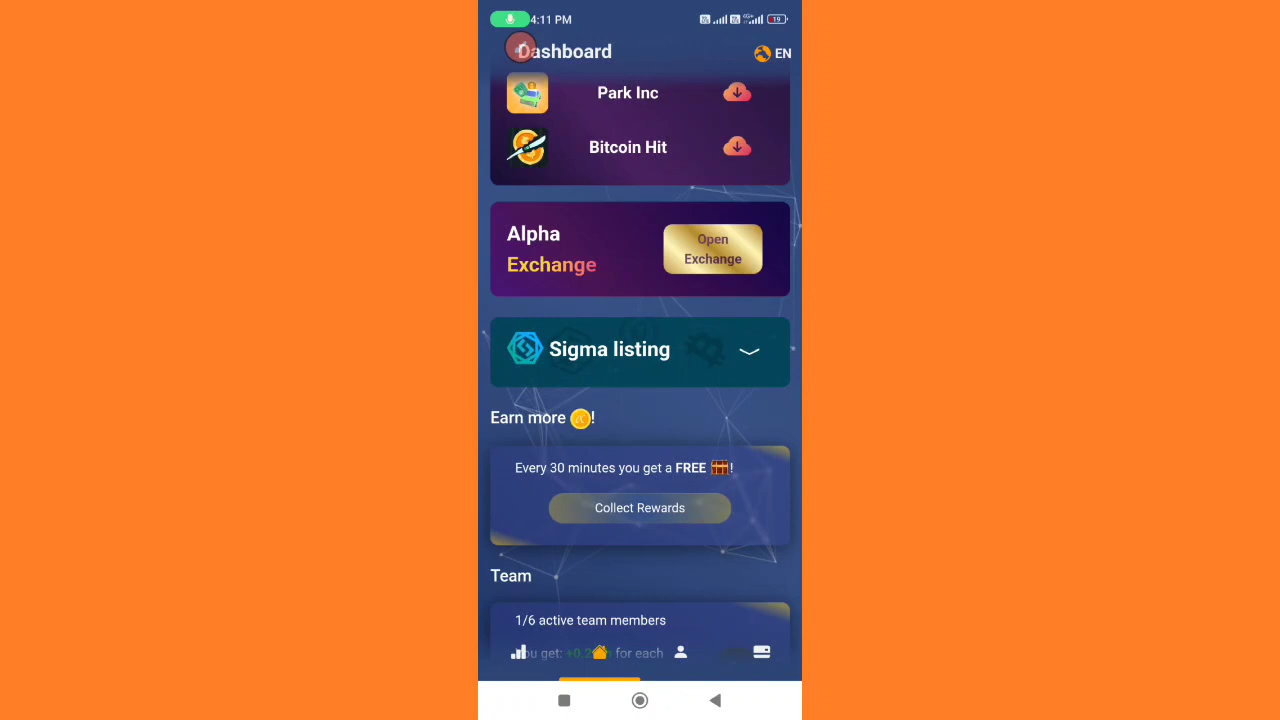 4:11 PM
19
Dashboard
EN
Park Inc
Bitcoin Hit
Alpha
Exchange
Open
Exchange
Sigma listing
Earn more !
Every 30 minutes you get a FREE !
Collect Rewards
Team
1/6 active team members
for each